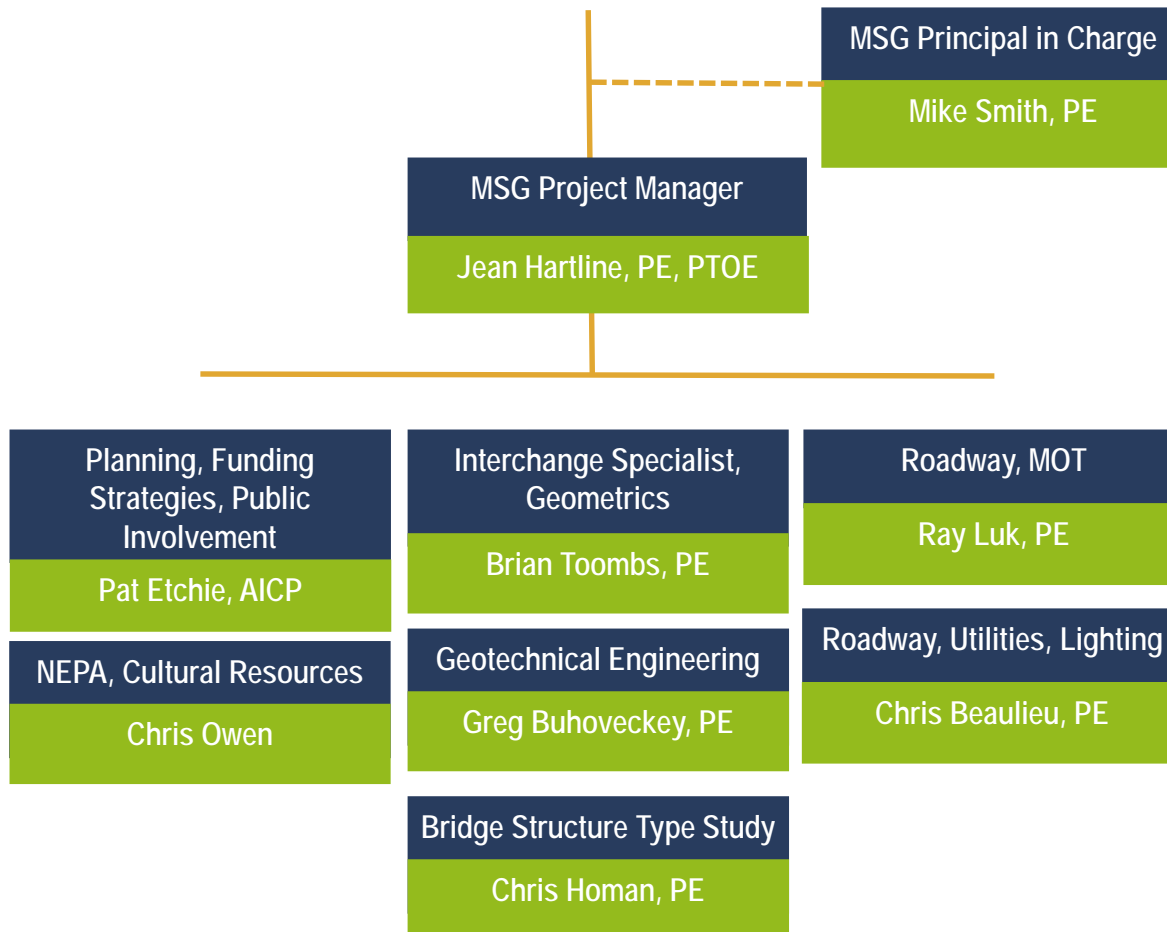 MSG Principal in Charge
Mike Smith, PE
MSG Project Manager
Jean Hartline, PE, PTOE
Planning, Funding
Strategies, Public
Involvement
Pat Etchie, AICP
NEPA, Cultural Resources
Chris Owen
Interchange Specialist,
Geometrics
Brian Toombs, PE
Geotechnical Engineering
Greg Buhoveckey, PE
Bridge Structure Type Study
Chris Homan, PE
Roadway, MOT
Ray Luk, PE
Roadway, Utilities, Lighting
Chris Beaulieu, PE